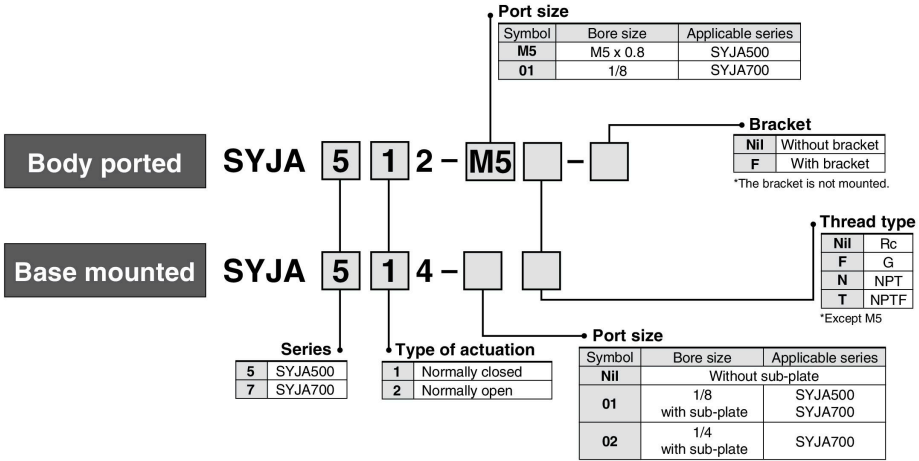 Port size
Symbol Bore size Applicable series
M5 M5 x 0.8 SYJA500
01 1/8 SYJA700
Bracket
Nil Without bracket
F With bracket
*The bracket is not mounted.
Body ported SYJA 5 1 2 – M5 –
Thread type
Nil Rc
F G
N NPT
T NPTF
*Except M5
Base mounted SYJA 5 1 4 –
Series
5 SYJA500
7 SYJA700
Type of actuation
1 Normally closed
2 Normally open
Port size
Symbol Bore size Applicable series
Nil Without sub-plate
01 1/8 with sub-plate SYJA500 SYJA700
02 1/4 with sub-plate SYJA700